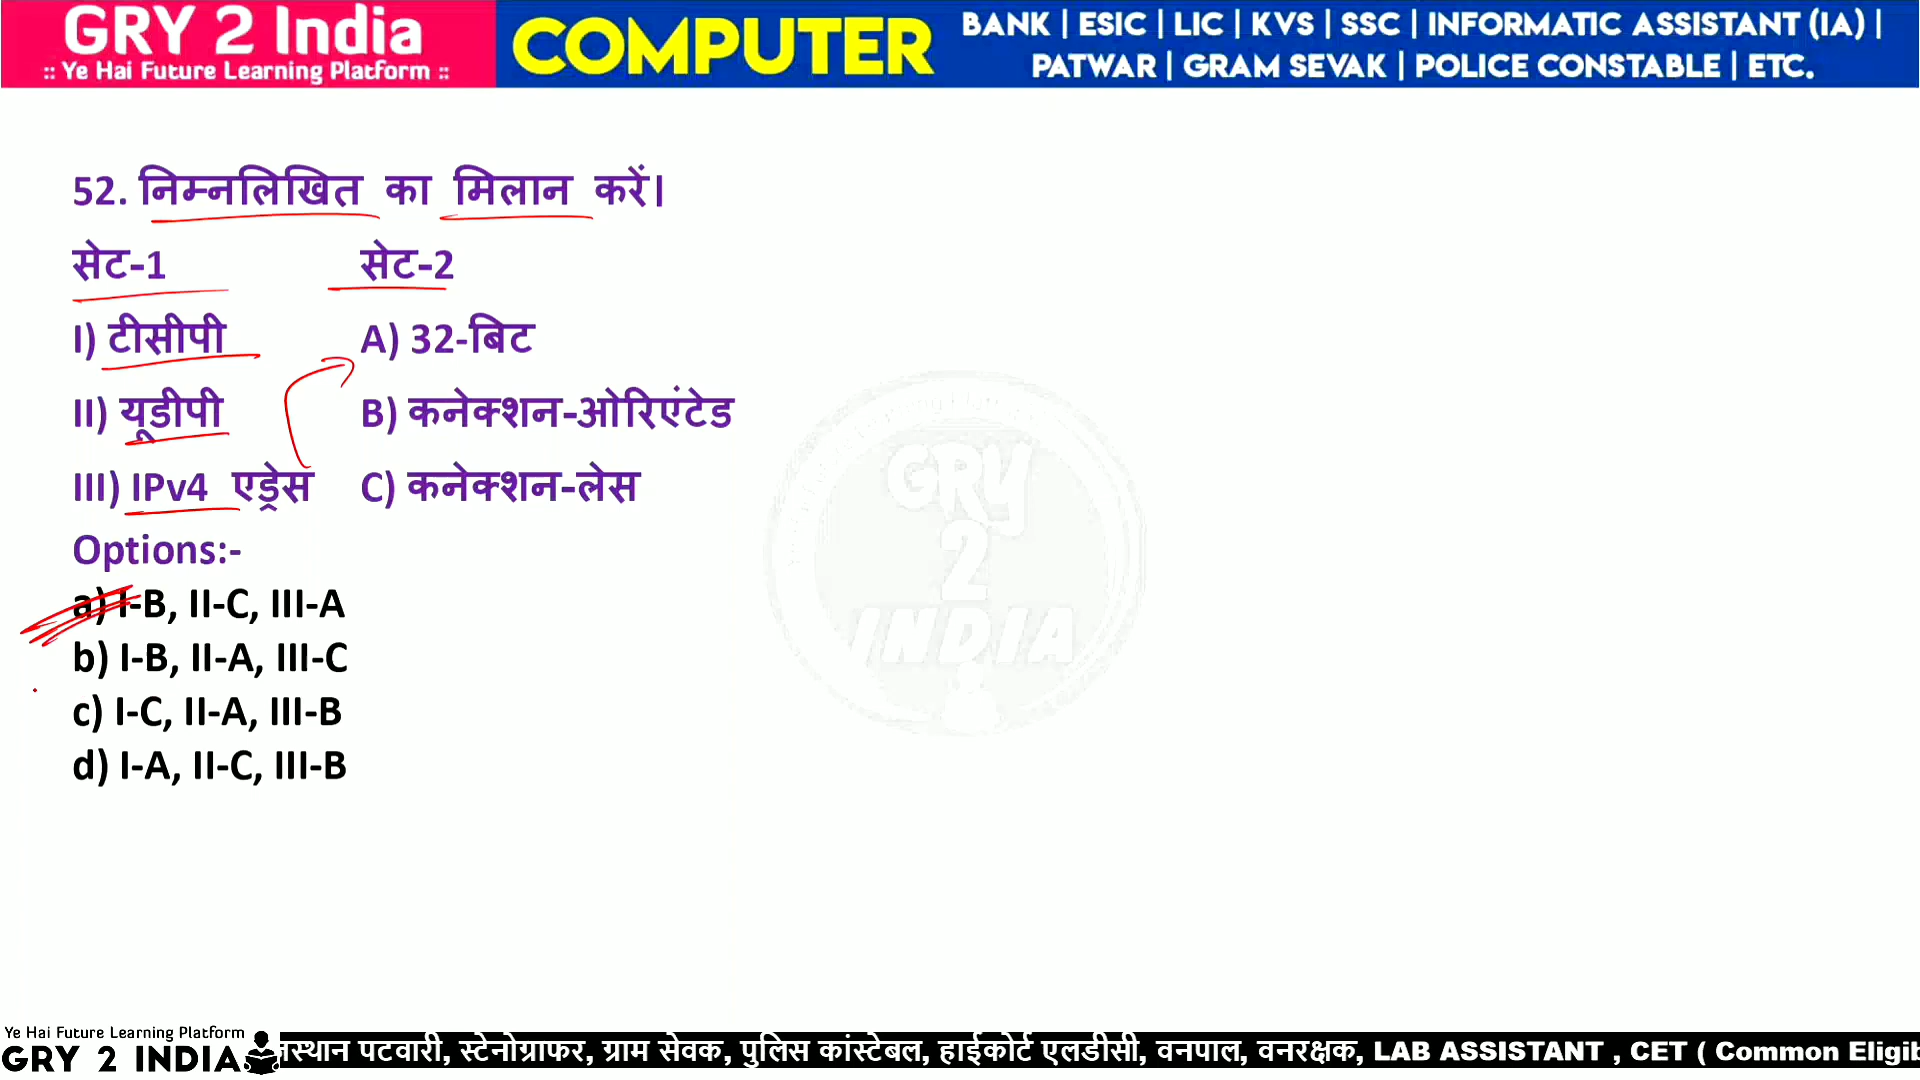 GRY 2 India
:: Ye Hai Future Learning Platform ::
COMPUTER
BANK | ESIC | LIC | KVS | SSC | INFORMATIC ASSISTANT (IA) |
PATWAR | GRAM SEVAK | POLICE CONSTABLE | ETC.
52. निम्नलिखित का मिलान करें।
सेट-1 सेट-2
I) टीसीपी A) 32-बिट
II) यूडीपी B) कनेक्शन-ओरिएंटेड
III) IPv4 एड्रेस C) कनेक्शन-लेस
Options:-
a) I-B, II-C, III-A
b) I-B, II-A, III-C
c) I-C, II-A, III-B
d) I-A, II-C, III-B
GRY
2
INDIA
Ye Hai Future Learning Platform
GRY 2 INDIA
पटवारी, स्टेनोग्राफर, ग्राम सेवक, पुलिस कांस्टेबल, हाईकोर्ट एलडीसी, वनपाल, वनरक्षक, LAB ASSISTANT , CET ( Common